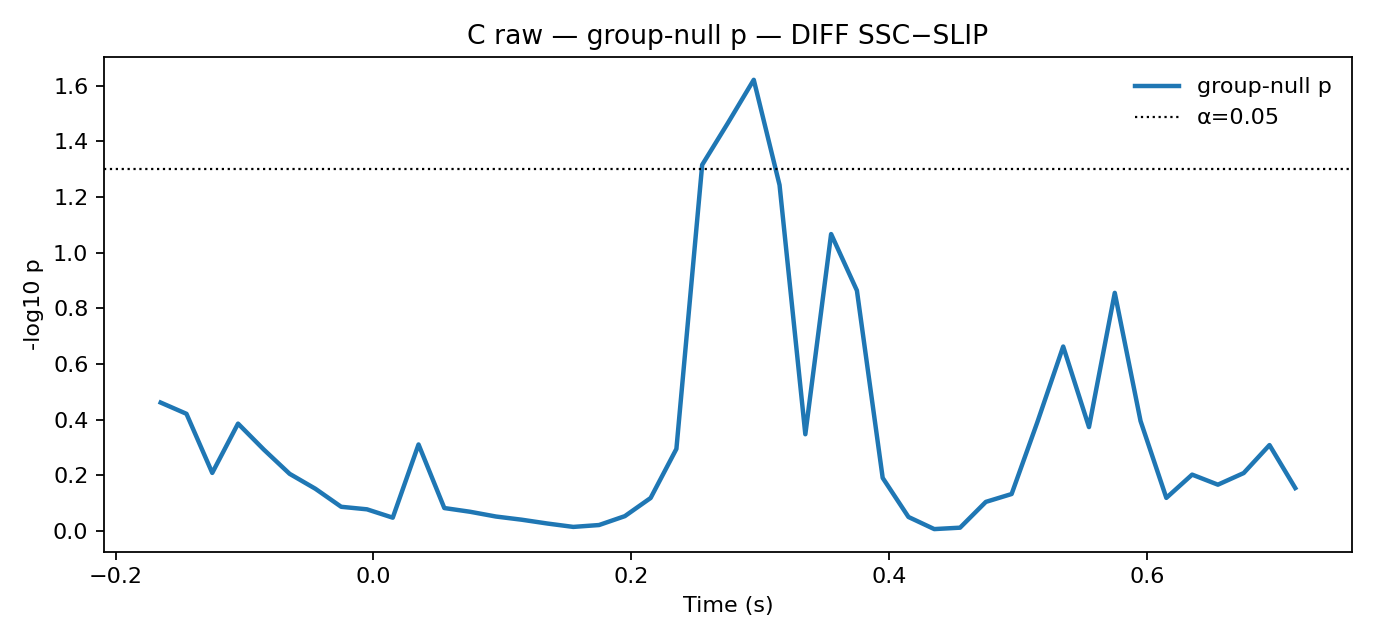 C raw — group-null p — DIFF SSC−SLIP
group-null p
α=0.05
-log10 p
1.6
1.4
1.2
1.0
0.8
0.6
0.4
0.2
0.0
−0.2 0.0 0.2 0.4 0.6
Time (s)